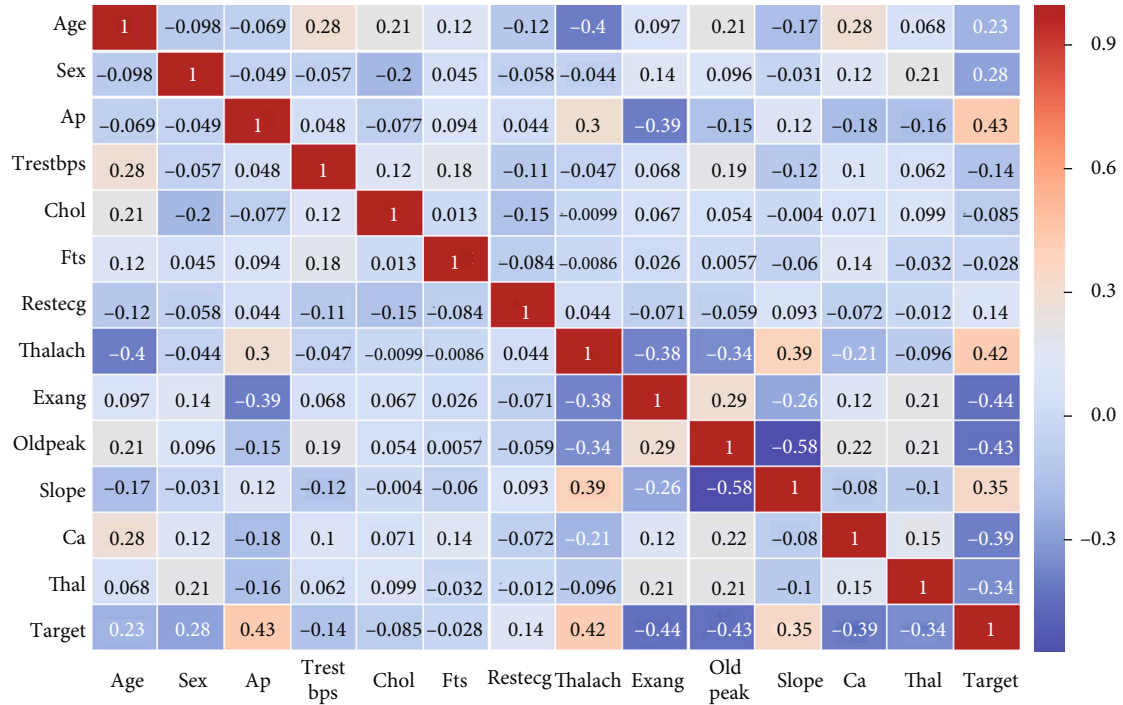 Age 1 −0.098 −0.069 0.28 0.21 0.12 −0.12 −0.4 0.097 0.21 −0.17 0.28 0.068 0.23
Sex −0.098 1 −0.049 −0.057 −0.2 0.045 −0.058 −0.044 0.14 0.096 −0.031 0.12 0.21 0.28
Ap −0.069 −0.049 1 0.048 −0.077 0.094 0.044 0.3 −0.39 −0.15 0.12 −0.18 −0.16 0.43
Trestbps 0.28 −0.057 0.048 1 0.12 0.18 −0.11 −0.047 0.068 0.19 −0.12 0.1 0.062 −0.14
Chol 0.21 −0.2 −0.077 0.12 1 0.013 −0.15 −0.0099 0.067 0.054 −0.004 0.071 0.099 −0.085
Fts 0.12 0.045 0.094 0.18 0.013 1 −0.084 −0.0086 0.026 0.0057 −0.06 0.14 −0.032 −0.028
Restecg −0.12 −0.058 0.044 −0.11 −0.15 −0.084 1 0.044 −0.071 −0.059 0.093 −0.072 −0.012 0.14
Thalach −0.4 −0.044 0.3 −0.047 −0.0099 −0.0086 0.044 1 −0.38 −0.34 0.39 −0.21 −0.096 0.42
Exang 0.097 0.14 −0.39 0.068 0.067 0.026 −0.071 −0.38 1 0.29 −0.26 0.12 0.21 −0.44
Oldpeak 0.21 0.096 −0.15 0.19 0.054 0.0057 −0.059 −0.34 0.29 1 −0.58 0.22 0.21 −0.43
Slope −0.17 −0.031 0.12 −0.12 −0.004 −0.06 0.093 0.39 −0.26 −0.58 1 −0.08 −0.1 0.35
Ca 0.28 0.12 −0.18 0.1 0.071 0.14 −0.072 −0.21 0.12 0.22 −0.08 1 0.15 −0.39
Thal 0.068 0.21 −0.16 0.062 0.099 −0.032 −0.012 −0.096 0.21 0.21 −0.1 0.15 1 −0.34
Target 0.23 0.28 0.43 −0.14 −0.085 −0.028 0.14 0.42 −0.44 −0.43 0.35 −0.39 −0.34 1
Age Sex Ap Trest bps Chol Fts Restecg Thalach Exang Old peak Slope Ca Thal Target
0.9
0.6
0.3
0.0
−0.3